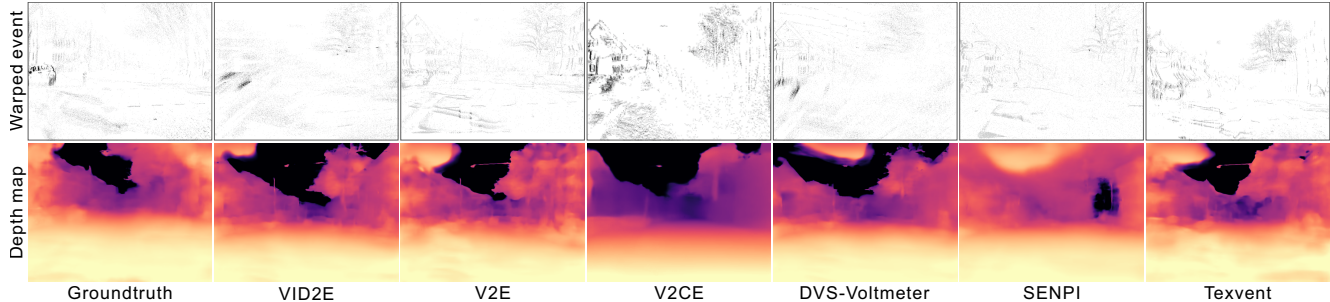 Warped event
Depth map
Groundtruth
VID2E
V2E
V2CE
DVS-Voltmeter
SENPI
Texvent